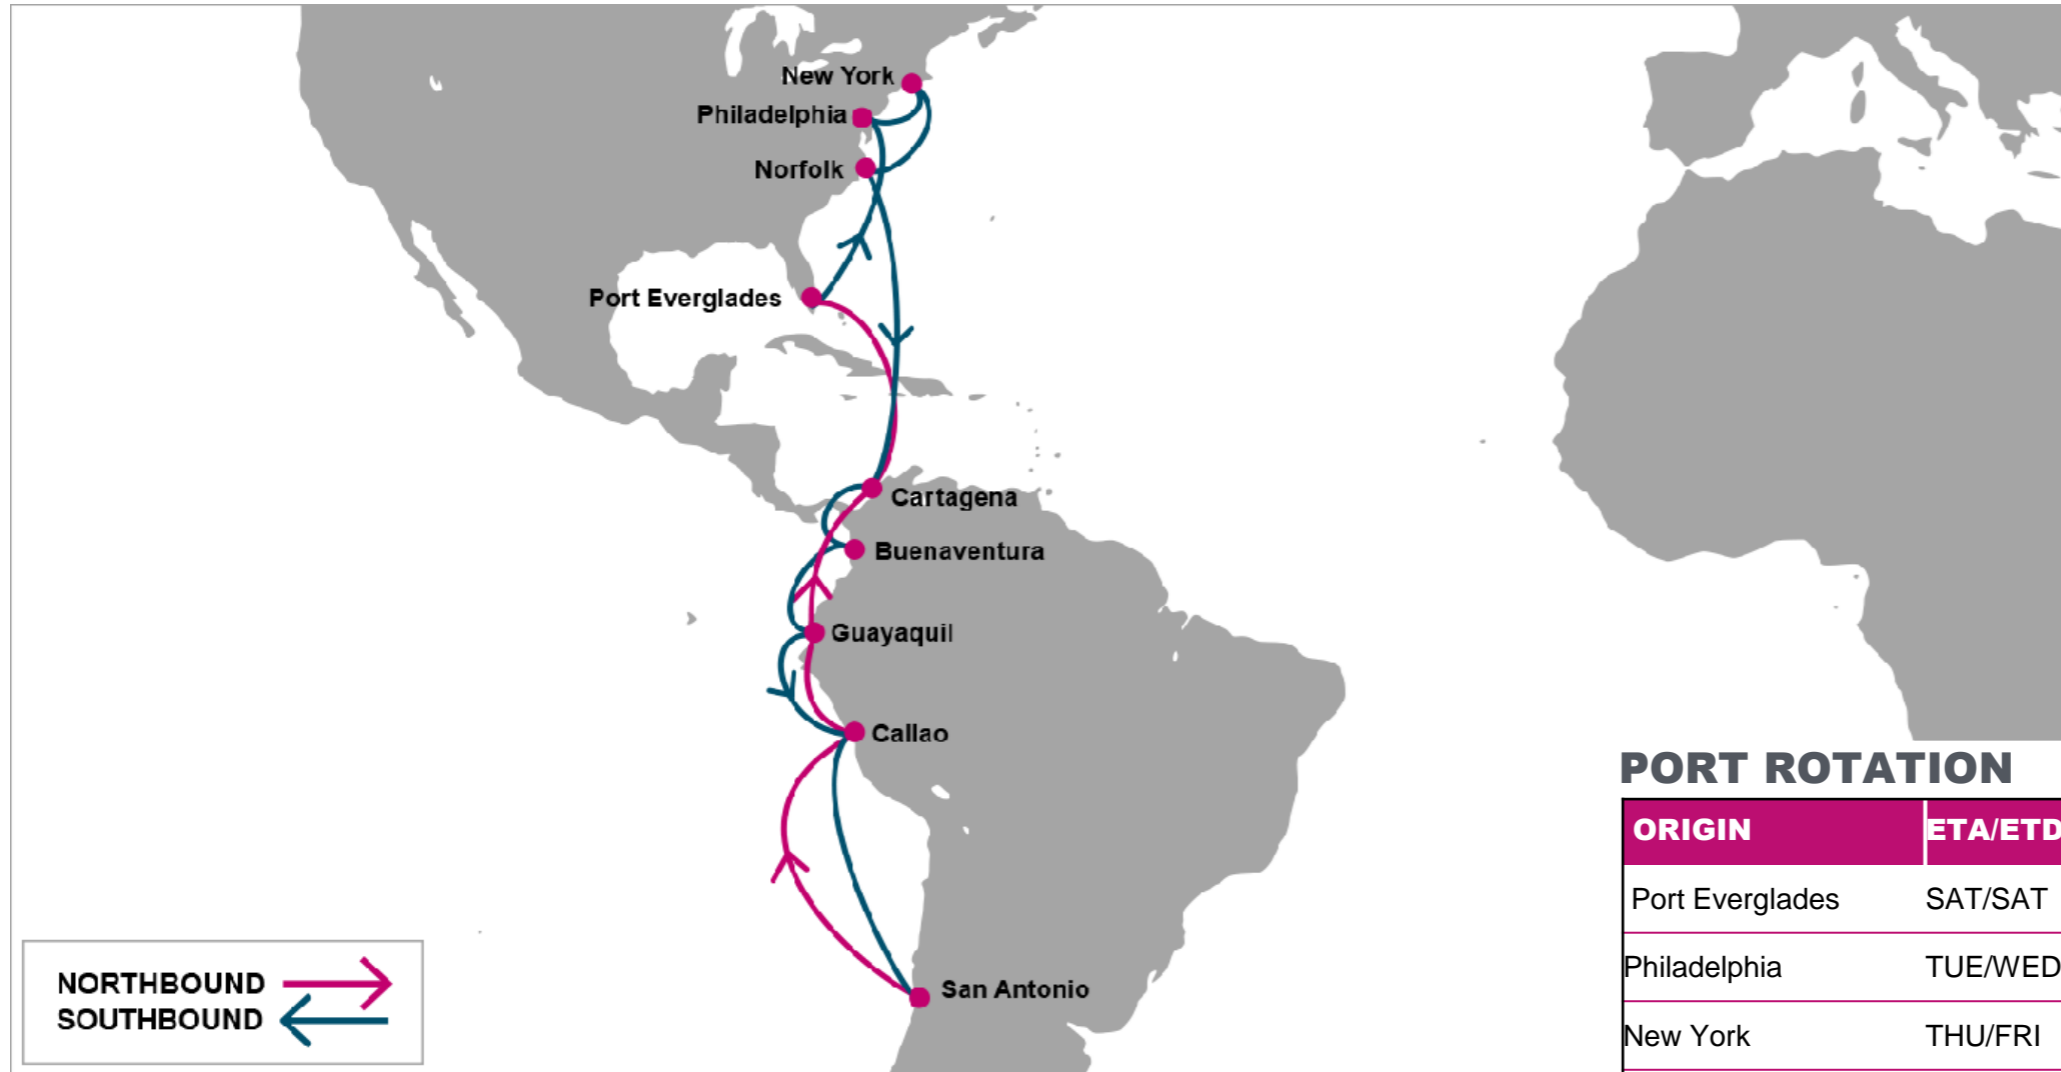 New York
Philadelphia
Norfolk
Port Everglades
Cartagena
Buenaventura
Guayaquil
Callao
San Antonio
NORTHBOUND
SOUTHBOUND
PORT ROTATION
ORIGIN ETA/ETD
Port Everglades SAT/SAT
Philadelphia TUE/WED
New York THU/FRI